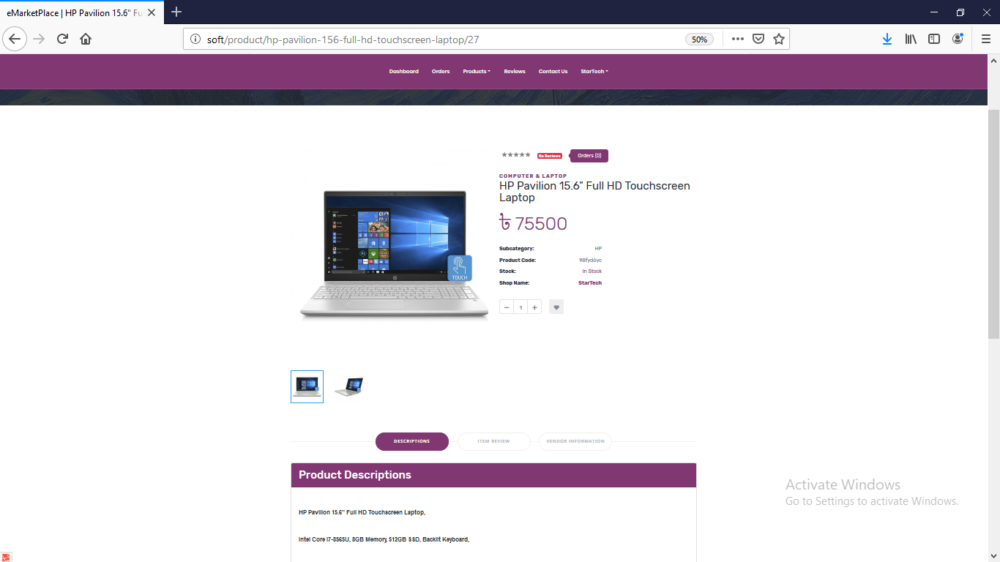 eMarketPlace | HP Pavilion 15.6" Fu
soft/product/hp-pavilion-156-full-hd-touchscreen-laptop/27
50%
Dashboard Orders Products Reviews Contact Us StarTech
No Reviews Orders (0)
COMPUTER & LAPTOP
HP Pavilion 15.6" Full HD Touchscreen
Laptop
৳ 75500
Subcategory: HP
Product Code: 98fyd6yc
Stock: In Stock
Shop Name: StarTech
TOUCH
1
DESCRIPTIONS ITEM REVIEW VENDOR INFORMATION
Product Descriptions
HP Pavilion 15.6" Full HD Touchscreen Laptop,
Intel Core i7-8565U, 8GB Memory, 512GB SSD, Backlit Keyboard,
Activate Windows
Go to Settings to activate Windows.